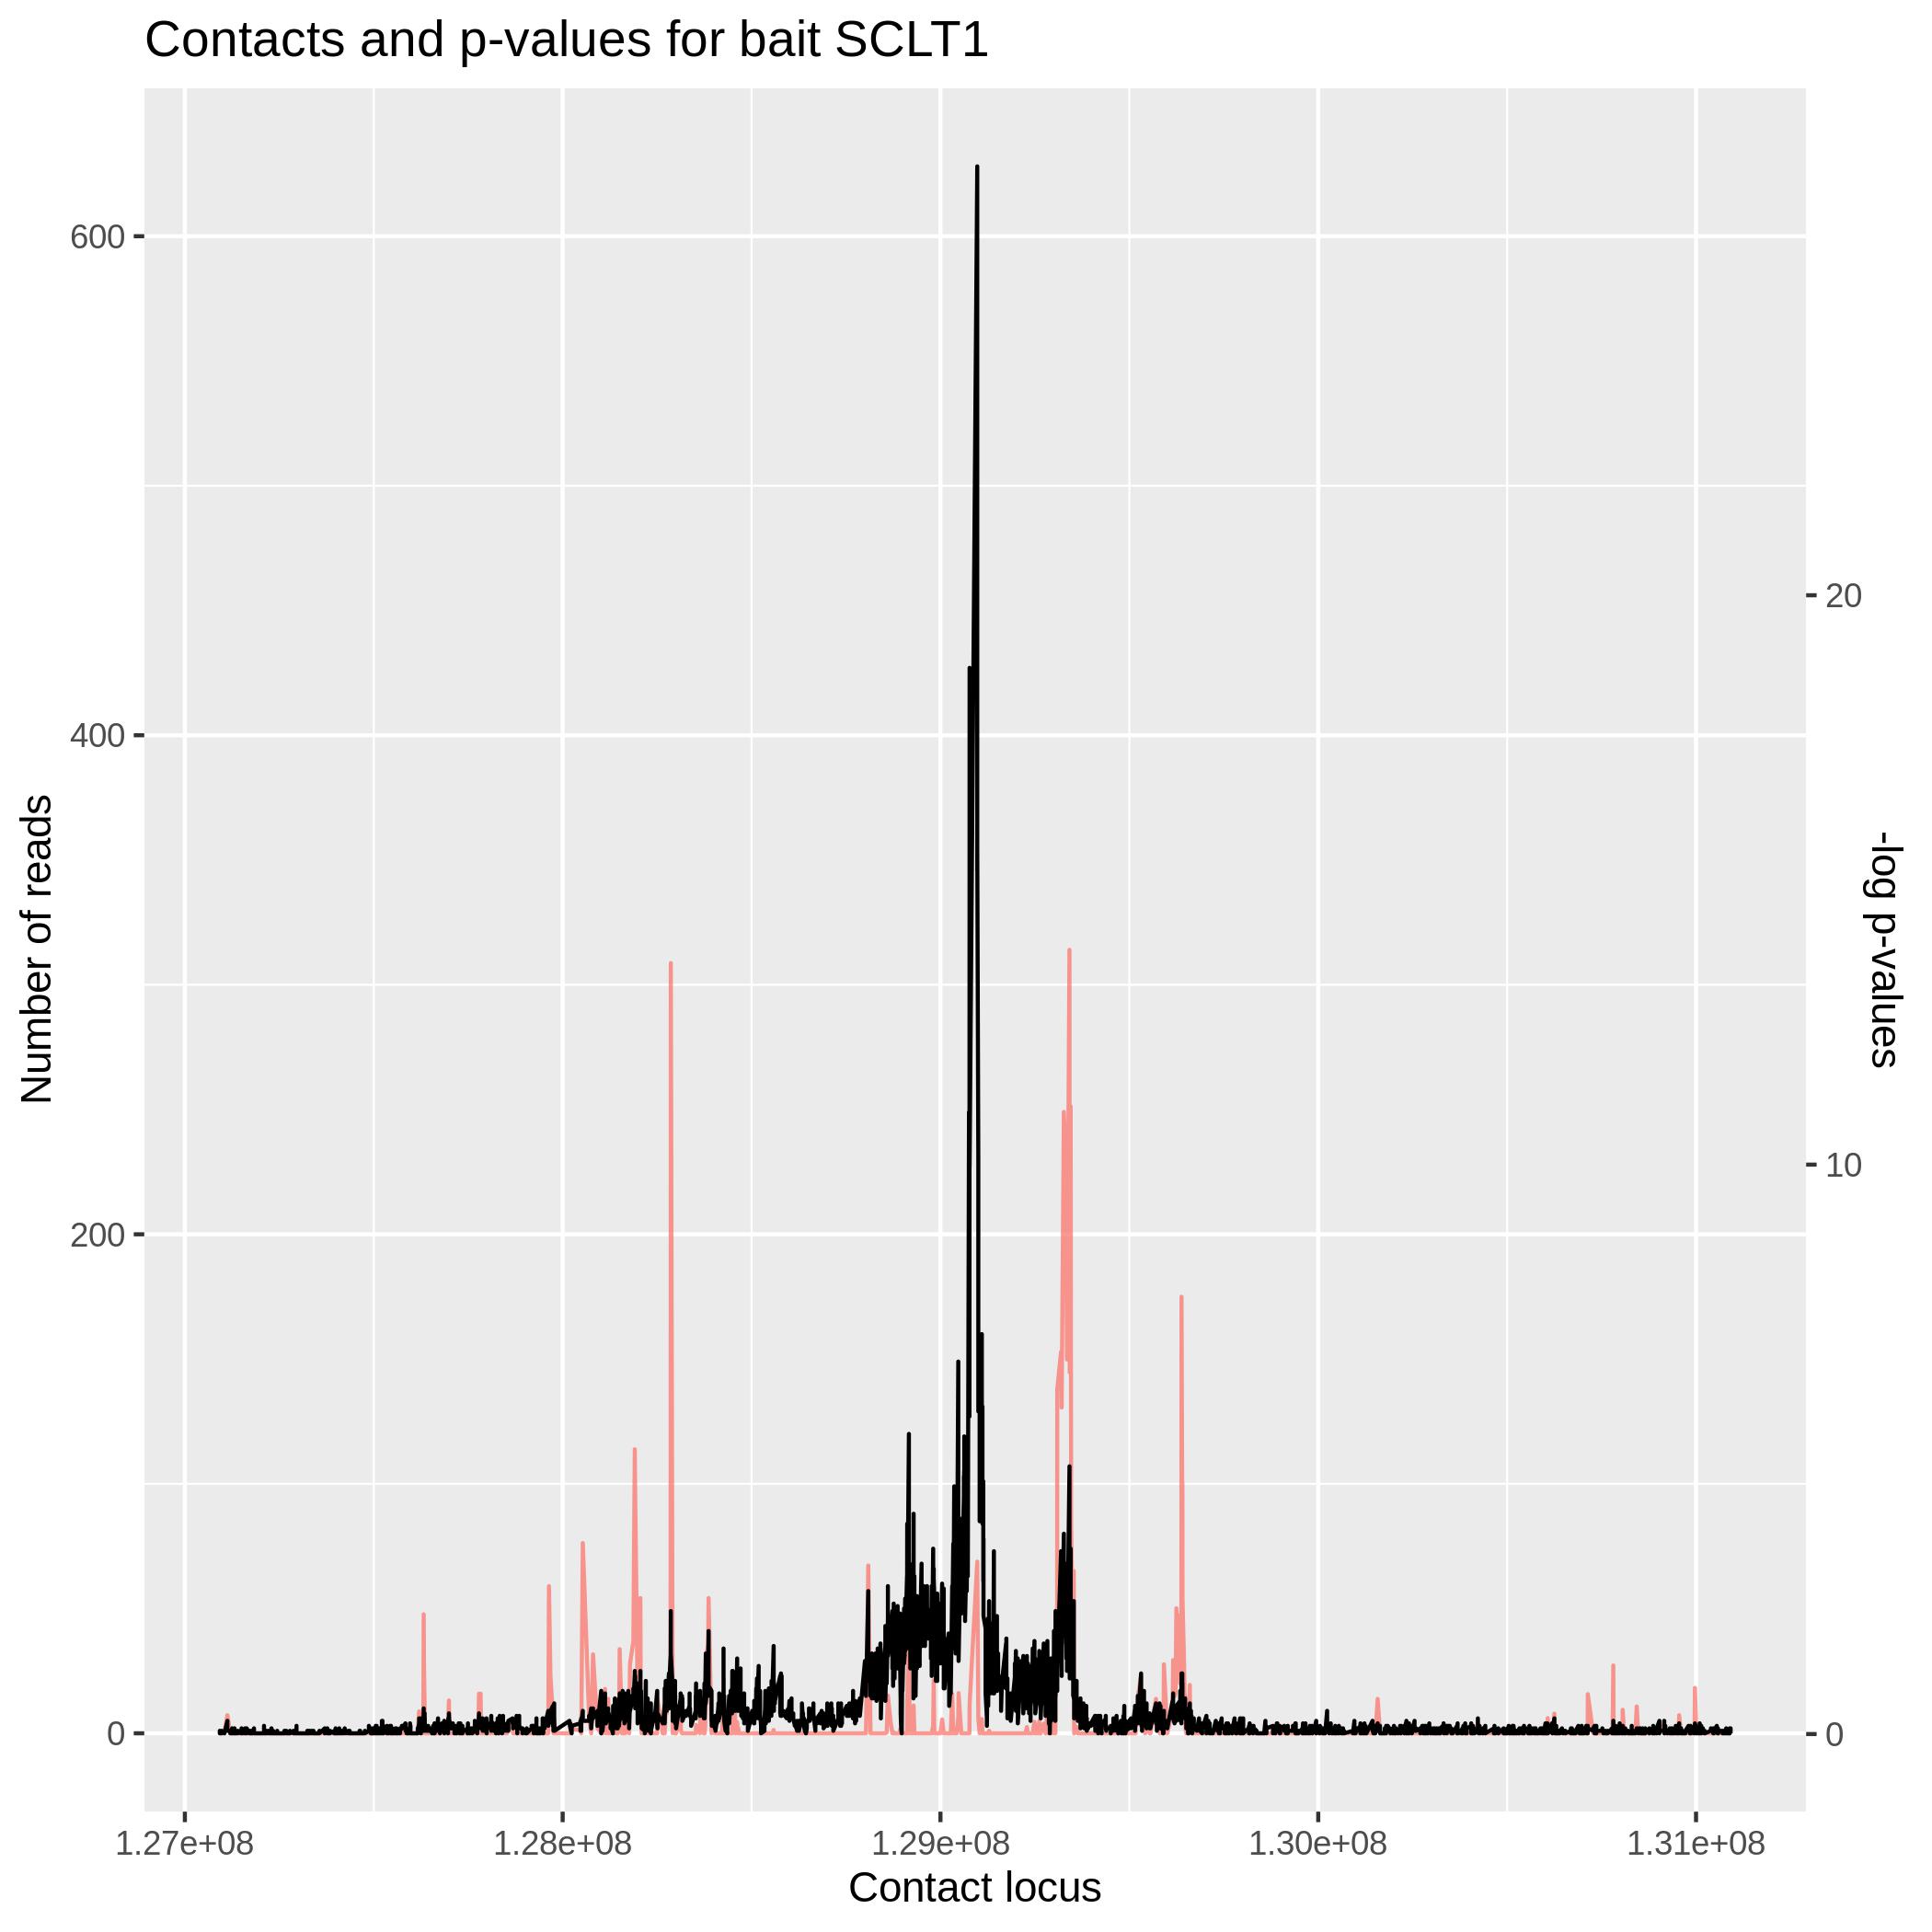 Contacts and p-values for bait SCLT1
600
400
200
0
20
10
0
Number of reads
-log p-values
1.27e+08 1.28e+08 1.29e+08 1.30e+08 1.31e+08
Contact locus